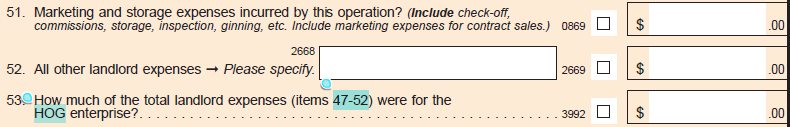 51. Marketing and storage expenses incurred by this operation? (Include check-off,
commissions, storage, inspection, ginning, etc. Include marketing expenses for contract sales.) 0869 $ .00
2668
52. All other landlord expenses → Please specify. 2669 $ .00
53. How much of the total landlord expenses (items 47-52) were for the
HOG enterprise?. . . . . . . . . . . . . . . . . . . . . . . . . . . . . . . . . . . . . . . . . . . . . . . . . . . . . . 3992 $ .00